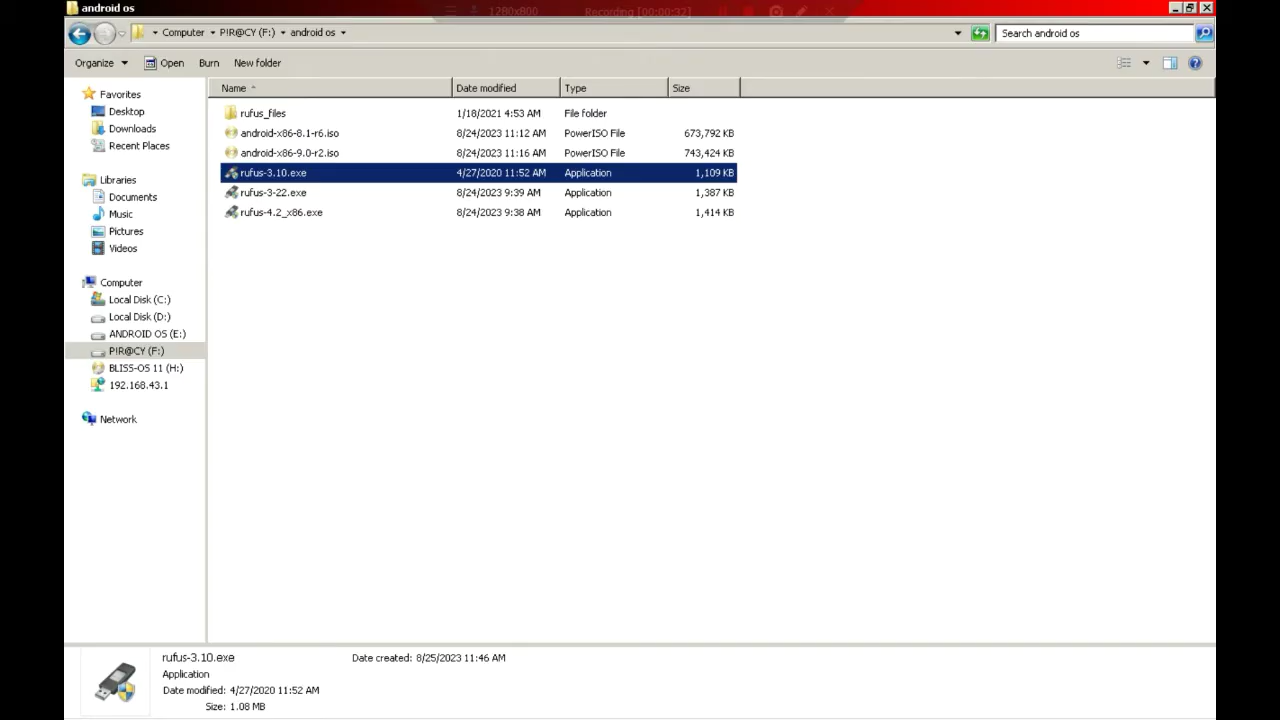 android os
1280x800 Recording [00:00:32]
Computer P!R@CY (F:) android os Search android os
Organize Open Burn New folder
Name Date modified Type Size
Favorites
Desktop
Downloads
Recent Places
Libraries
Documents
Music
Pictures
Videos
Computer
Local Disk (C:)
Local Disk (D:)
ANDROID OS (E:)
P!R@CY (F:)
BLISS-OS 11 (H:)
192.168.43.1
Network
rufus_files 1/18/2021 4:53 AM File folder
android-x86-8.1-r6.iso 8/24/2023 11:12 AM PowerISO File 673,792 KB
android-x86-9.0-r2.iso 8/24/2023 11:16 AM PowerISO File 743,424 KB
rufus-3.10.exe 4/27/2020 11:52 AM Application 1,109 KB
rufus-3-22.exe 8/24/2023 9:39 AM Application 1,387 KB
rufus-4.2_x86.exe 8/24/2023 9:38 AM Application 1,414 KB
rufus-3.10.exe Date created: 8/25/2023 11:46 AM
Application
Date modified: 4/27/2020 11:52 AM
Size: 1.08 MB